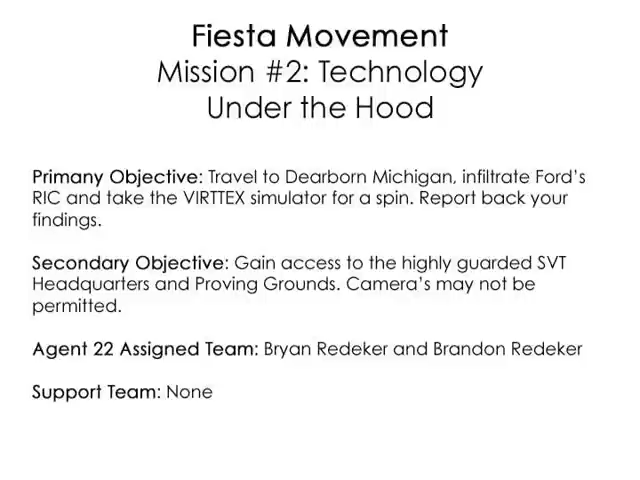 Fiesta Movement
Mission #2: Technology
Under the Hood
Primany Objective: Travel to Dearborn Michigan, infiltrate Ford's
RIC and take the VIRTTEX simulator for a spin. Report back your
findings.
Secondary Objective: Gain access to the highly guarded SVT
Headquarters and Proving Grounds. Camera's may not be
permitted.
Agent 22 Assigned Team: Bryan Redeker and Brandon Redeker
Support Team: None